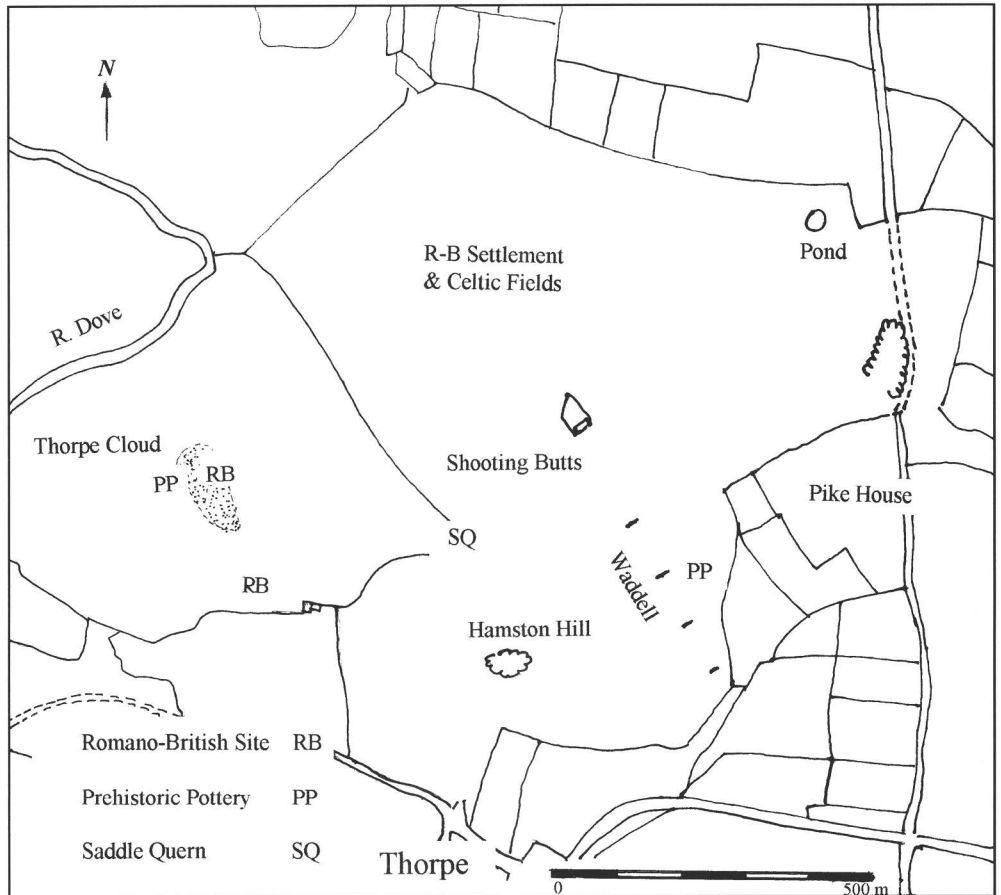 N
R-B Settlement
& Celtic Fields
Pond
R. Dove
Thorpe Cloud
PP
RB
Shooting Butts
Pike House
SQ
Waddell
PP
RB
Hamston Hill
Romano-British Site RB
Prehistoric Pottery PP
Saddle Quern SQ
Thorpe
0
500 m